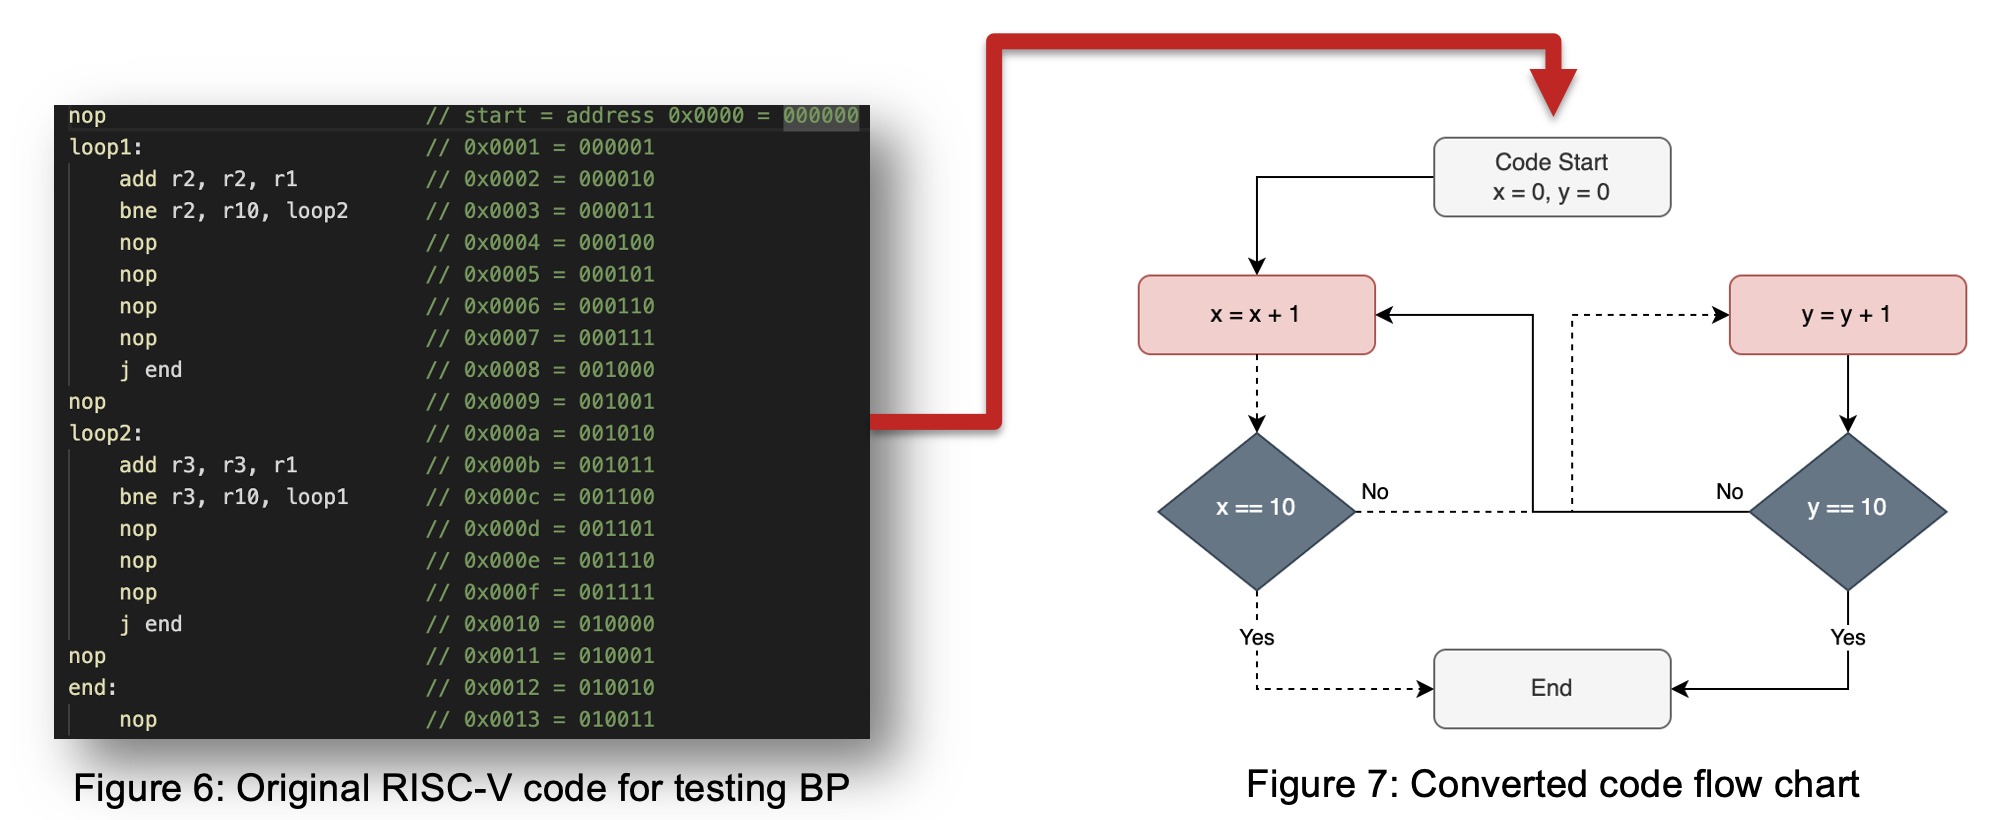 nop // start = address 0x0000 = 000000
loop1: // 0x0001 = 000001
add r2, r2, r1 // 0x0002 = 000010
bne r2, r10, loop2 // 0x0003 = 000011
nop // 0x0004 = 000100
nop // 0x0005 = 000101
nop // 0x0006 = 000110
nop // 0x0007 = 000111
j end // 0x0008 = 001000
nop // 0x0009 = 001001
loop2: // 0x000a = 001010
add r3, r3, r1 // 0x000b = 001011
bne r3, r10, loop1 // 0x000c = 001100
nop // 0x000d = 001101
nop // 0x000e = 001110
nop // 0x000f = 001111
j end // 0x0010 = 010000
nop // 0x0011 = 010001
end: // 0x0012 = 010010
nop // 0x0013 = 010011
Figure 6: Original RISC-V code for testing BP
Code Start
x = 0, y = 0
x = x + 1
y = y + 1
x == 10
No
No
y == 10
Yes
Yes
End
Figure 7: Converted code flow chart